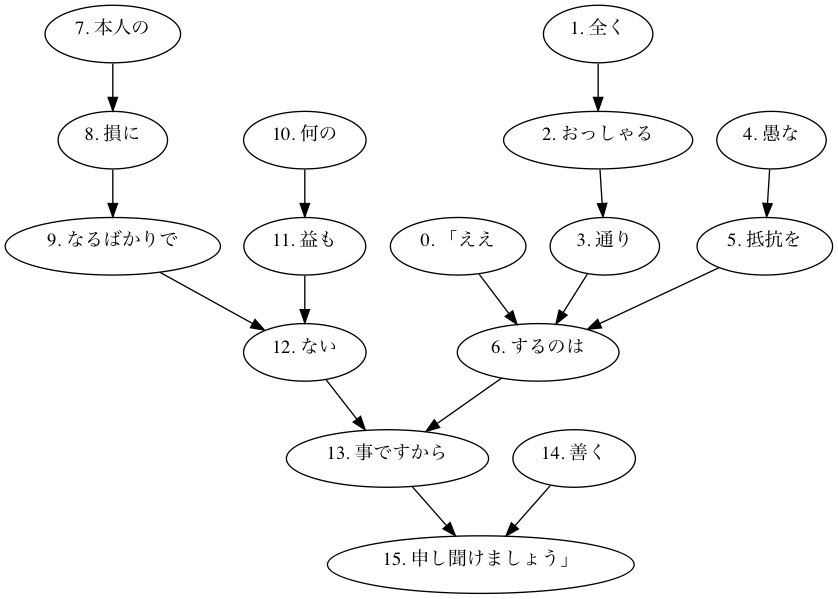 7. 本人の
1. 全く
8. 損に
10. 何の
2. おっしゃる
4. 愚な
9. なるばかりで
11. 益も
0. 「ええ
3. 通り
5. 抵抗を
12. ない
6. するのは
13. 事ですから
14. 善く
15. 申し聞けましょう」